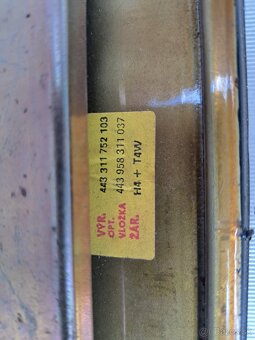 VÝR. 443 311 752 103
OPT.
VLOŽKA 443 958 311 037
ŽÁR. H4 + T4W